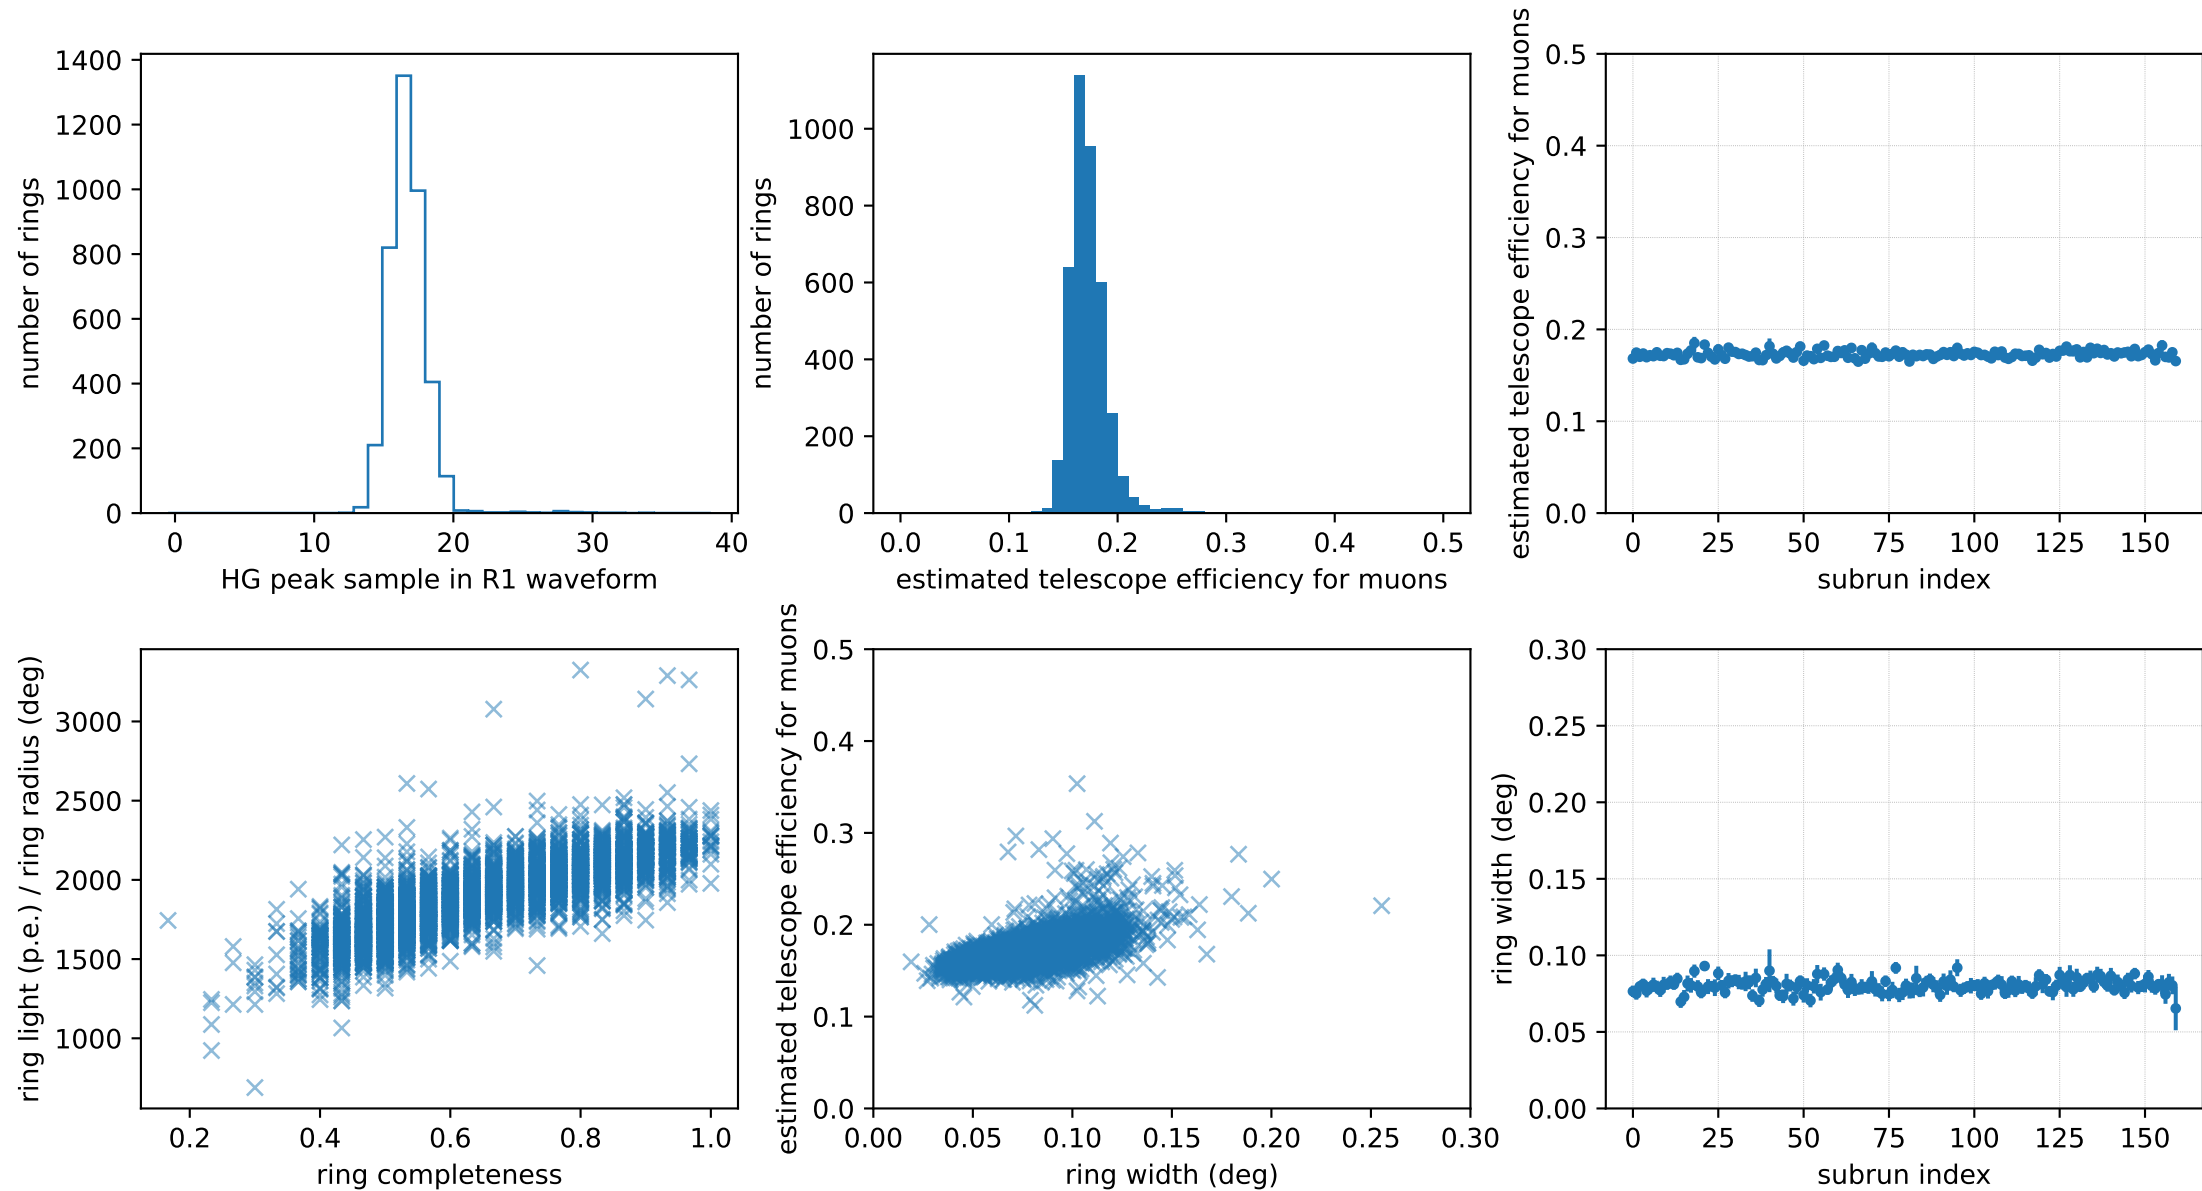 number of rings
1400
1200
1000
800
600
400
200
0
0 10 20 30 40
HG peak sample in R1 waveform
number of rings
1000
800
600
400
200
0
0.0 0.1 0.2 0.3 0.4 0.5
estimated telescope efficiency for muons
estimated telescope efficiency for muons
0.5
0.4
0.3
0.2
0.1
0.0
0 25 50 75 100 125 150
subrun index
ring light (p.e.) / ring radius (deg)
3000
2500
2000
1500
1000
0.2 0.4 0.6 0.8 1.0
ring completeness
estimated telescope efficiency for muons
0.5
0.4
0.3
0.2
0.1
0.0
0.00 0.05 0.10 0.15 0.20 0.25 0.30
ring width (deg)
ring width (deg)
0.30
0.25
0.20
0.15
0.10
0.05
0.00
0 25 50 75 100 125 150
subrun index